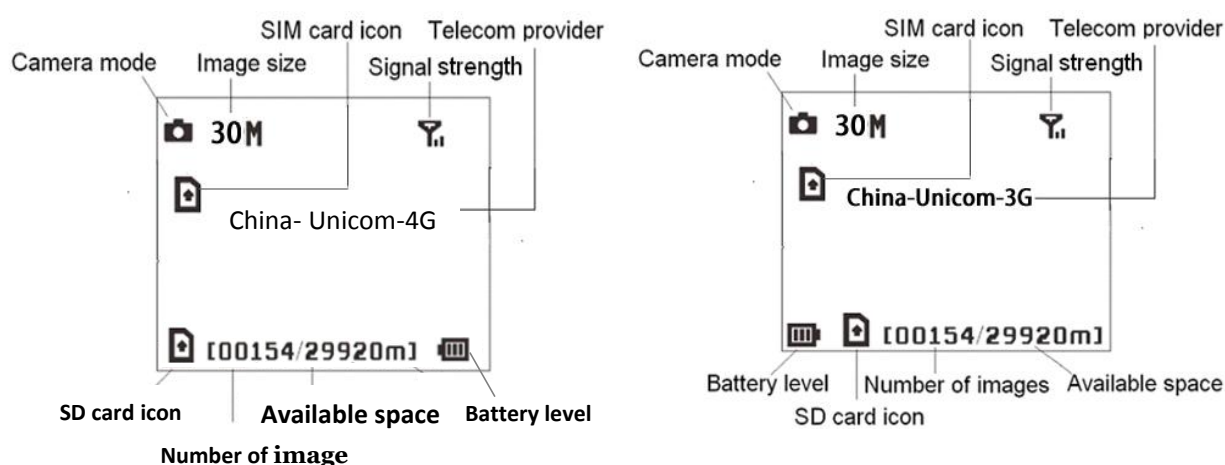 SIM card icon Telecom provider
Camera mode Image size Signal strength
30M
China- Unicom-4G
[00154/29920m]
SD card icon Available space Battery level
Number of image
SIM card icon Telecom provider
Camera mode Image size Signal strength
30M
China-Unicom-3G
[00154/29920m]
Battery level Number of images Available space
SD card icon